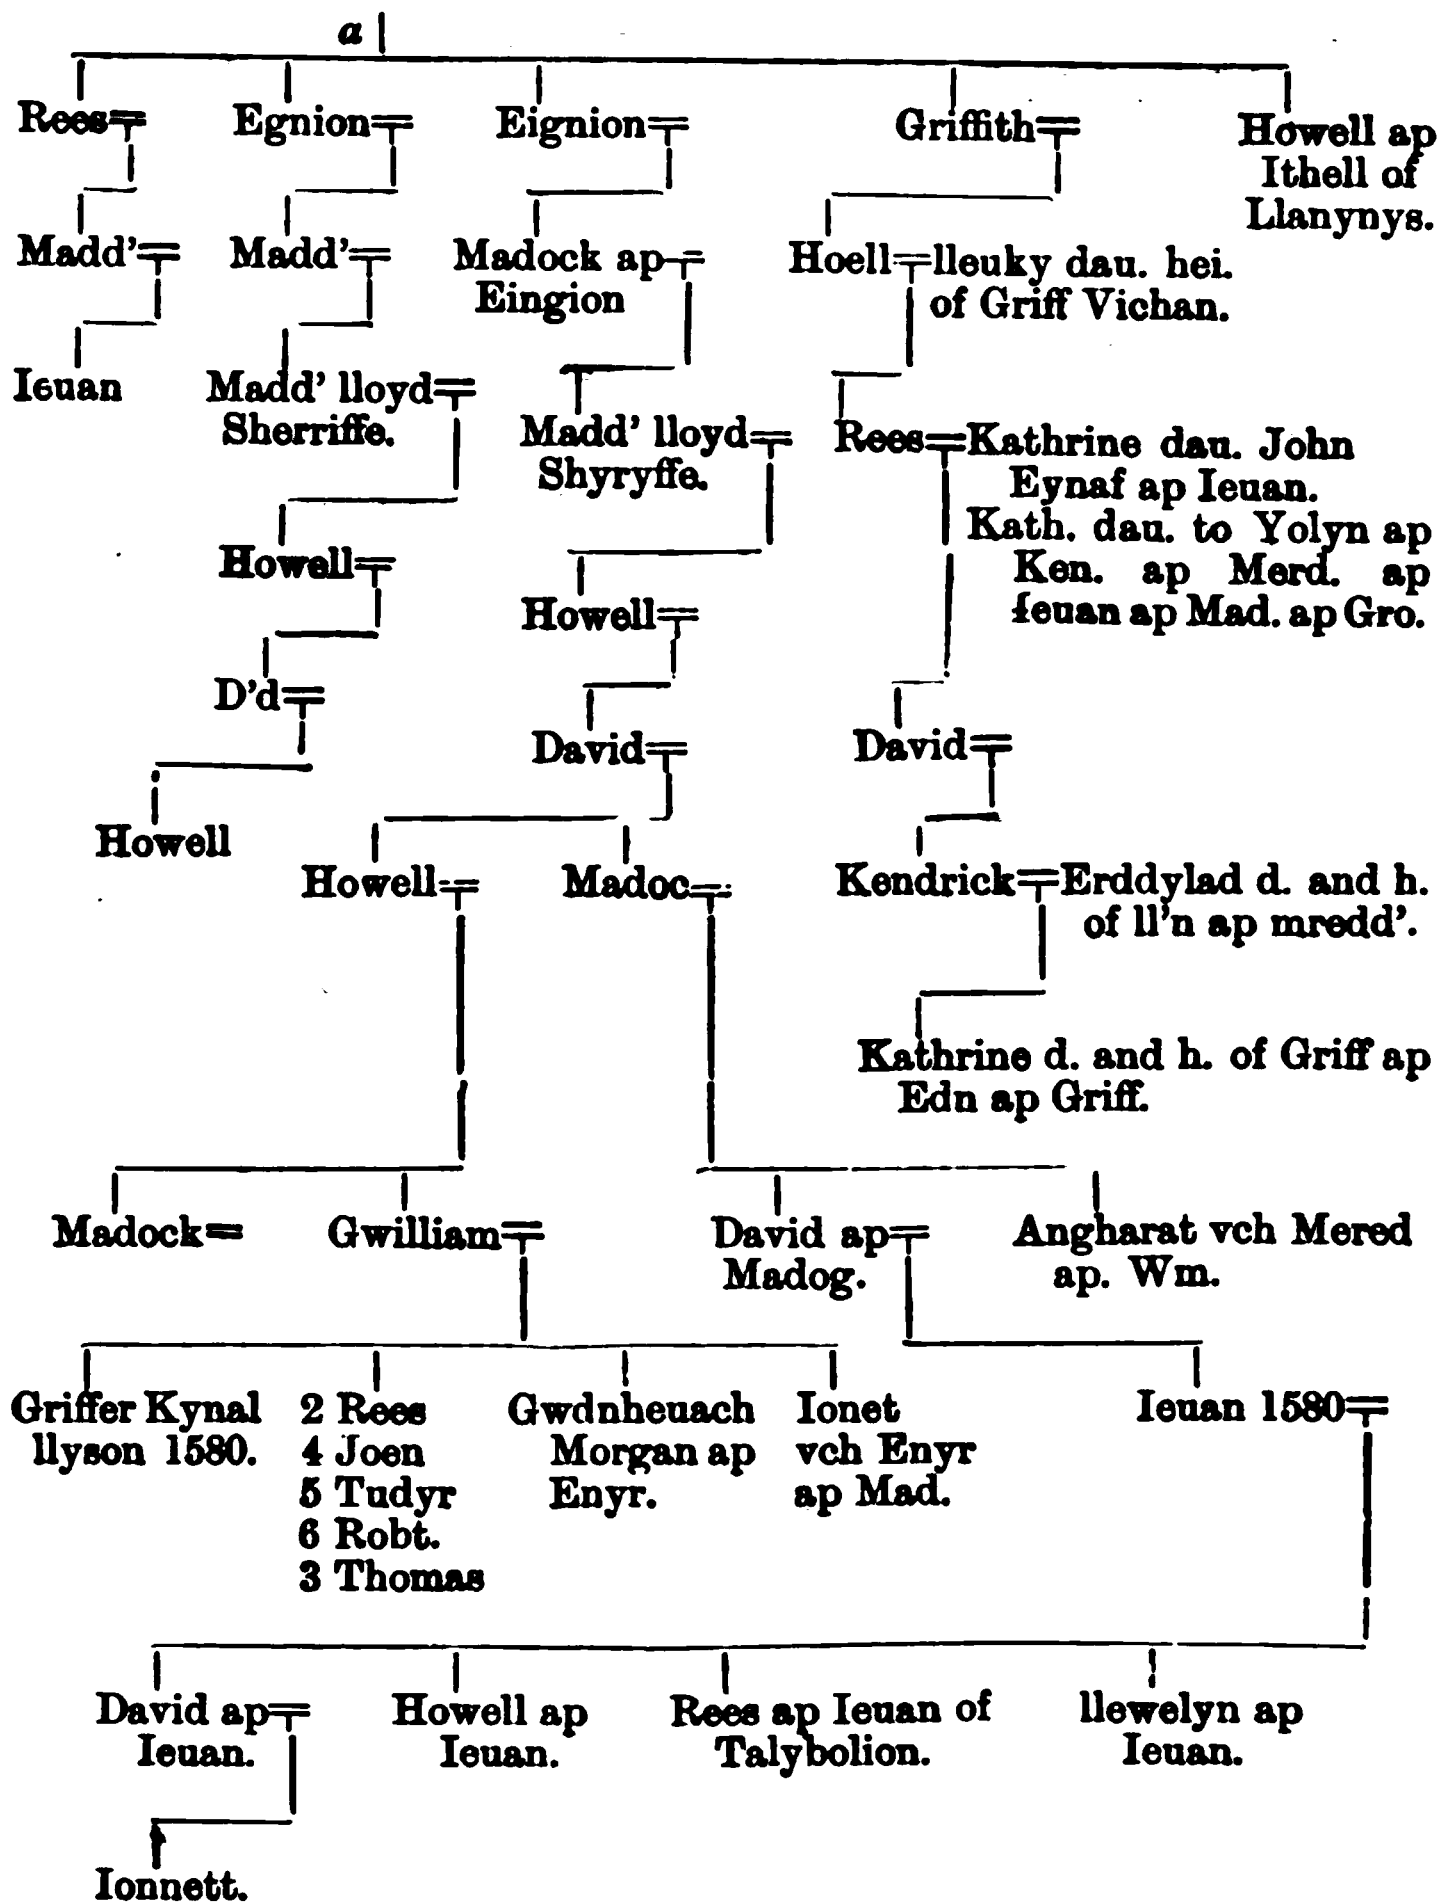 a
Rees
Egnion
Eignion
Griffith
Howell ap
Ithell of
Llanynys.
Madd'
Madd'
Madock ap
Eingion
Hoell=lleuky dau. hei.
of Griff Vichan.
Ieuan
Madd' lloyd
Sherriffe.
Madd' lloyd
Shyryffe.
Rees=Kathrine dau. John
Eynaf ap Ieuan.
Kath. dau. to Yolyn ap
Ken. ap Merd. ap
Ieuan ap Mad. ap Gro.
Howell
Howell
D'd
David
David
Howell
Howell
Madoc
Kendrick=Erddylad d. and h.
of ll'n ap mredd'.
Kathrine d. and h. of Griff ap
Edn ap Griff.
Madock=
Gwilliam
David ap
Madog.
Angharat vch Mered
ap. Wm.
Griffer Kynal
llyson 1580.
2 Rees
4 Joen
5 Tudyr
6 Robt.
3 Thomas
Gwdnheuach
Morgan ap
Enyr.
Ionet
vch Enyr
ap Mad.
Ieuan 1580
David ap
Ieuan.
Howell ap
Ieuan.
Rees ap Ieuan of
Talybolion.
llewelyn ap
Ieuan.
Ionnett.